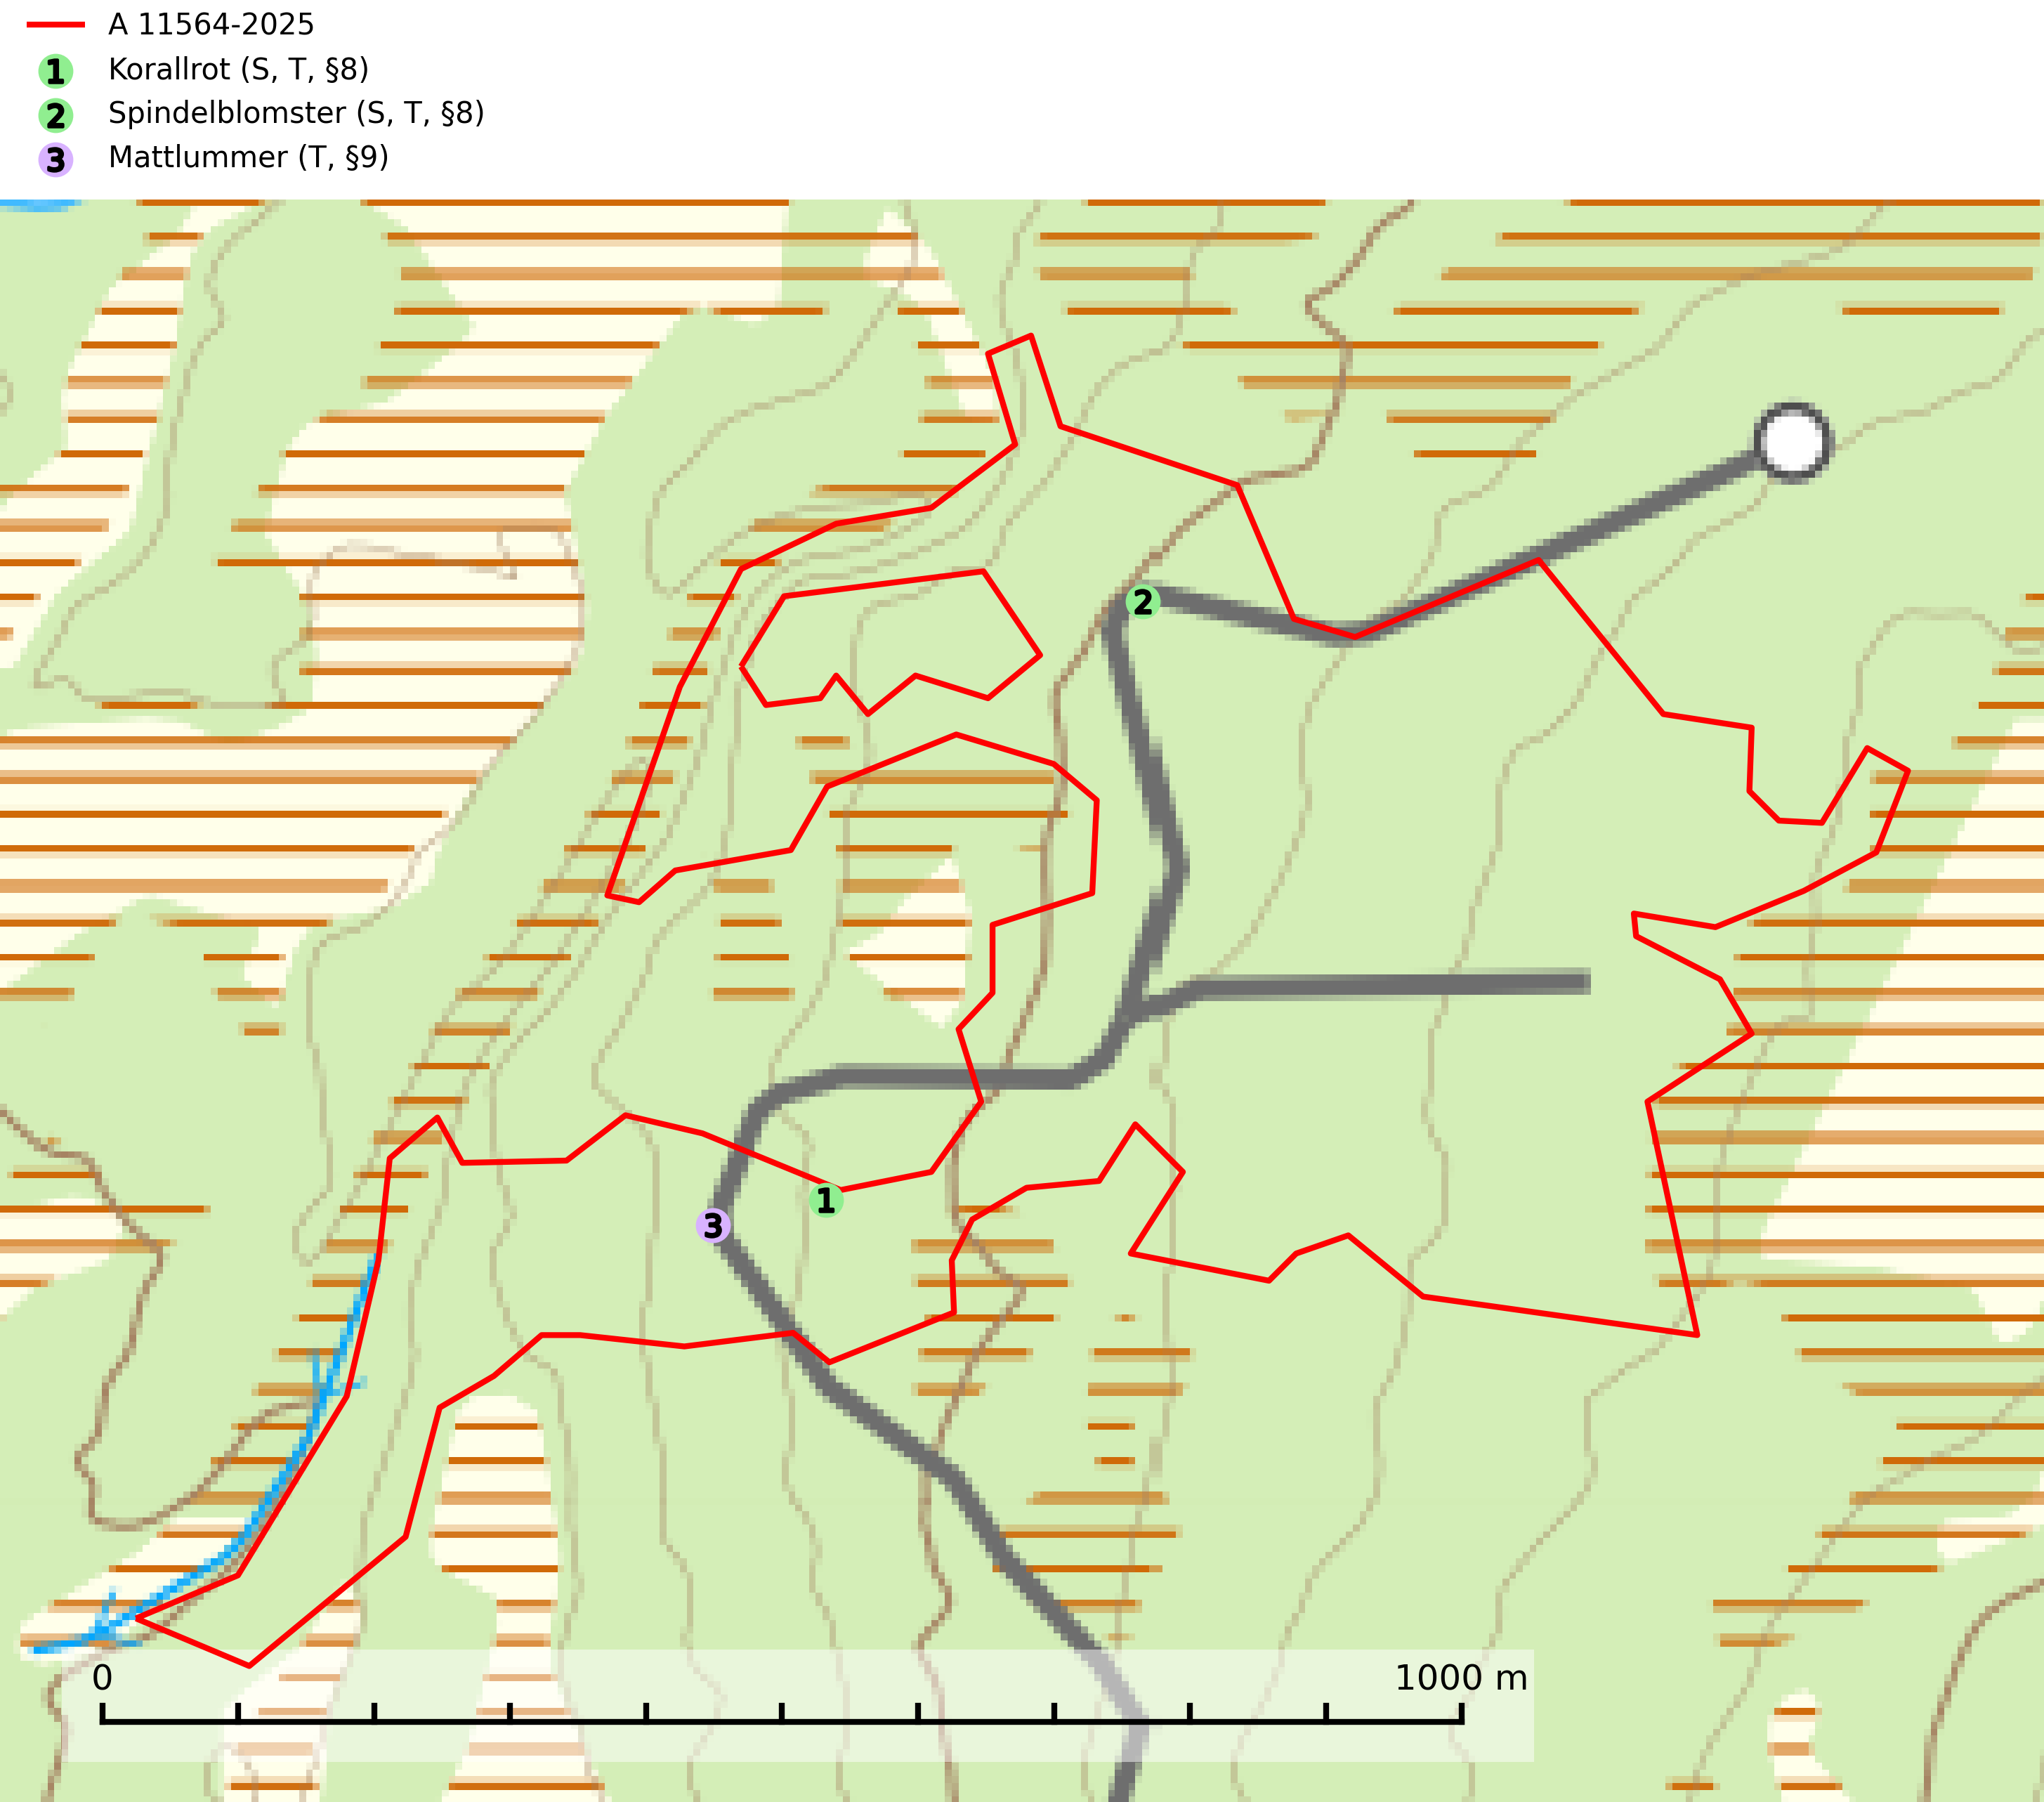 A 11564-2025
1 Korallrot (S, T, §8)
2 Spindelblomster (S, T, §8)
3 Mattlummer (T, §9)
2
1
3
0 1000 m